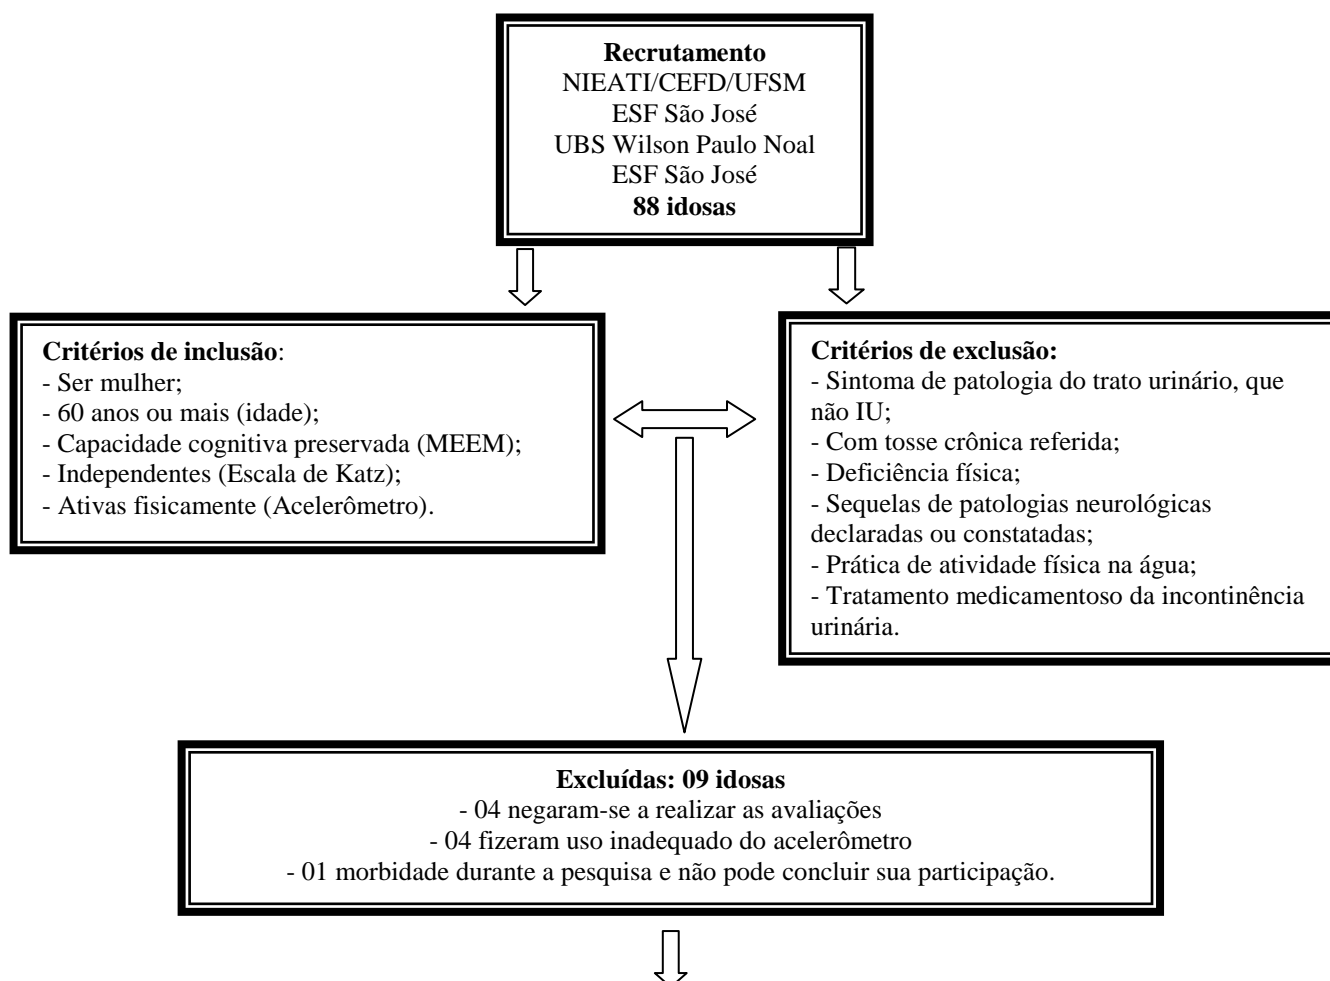 Recrutamento
NIEATI/CEFD/UFSM
ESF São José
UBS Wilson Paulo Noal
ESF São José
88 idosas
Critérios de inclusão:
- Ser mulher;
- 60 anos ou mais (idade);
- Capacidade cognitiva preservada (MEEM);
- Independentes (Escala de Katz);
- Ativas fisicamente (Acelerômetro).
Critérios de exclusão:
- Sintoma de patologia do trato urinário, que
não IU;
- Com tosse crônica referida;
- Deficiência física;
- Sequelas de patologias neurológicas
declaradas ou constatadas;
- Prática de atividade física na água;
- Tratamento medicamentoso da incontinência
urinária.
Excluídas: 09 idosas
- 04 negaram-se a realizar as avaliações
- 04 fizeram uso inadequado do acelerômetro
- 01 morbidade durante a pesquisa e não pode concluir sua participação.